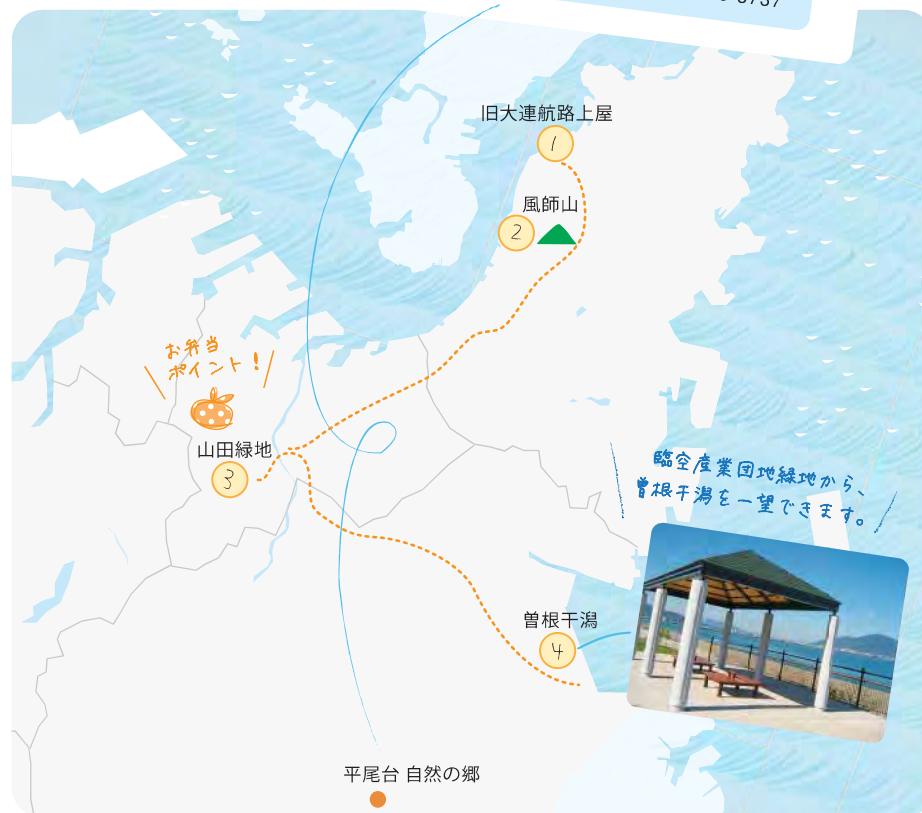 旧大連航路上屋
1
風師山
2
お弁当
ポイント!
山田緑地
3
臨空産業団地緑地から、
曽根干潟を一望できます。
曽根干潟
4
平尾台 自然の郷